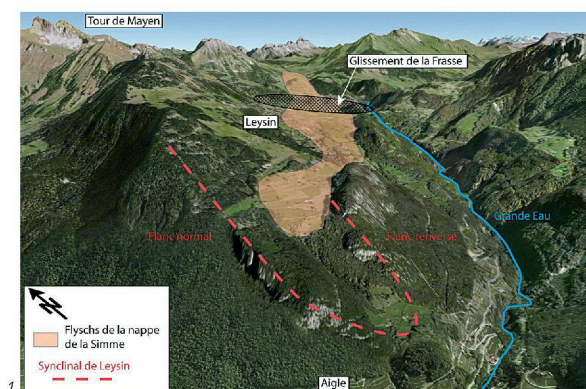 Tour de Mayen
Glissement de la Frasse
Leysin
Grande Eau
Flanc normal
Flanc renversé
N
Flyschs de la nappe
de la Simme
Synclinal de Leysin
Aigle
1